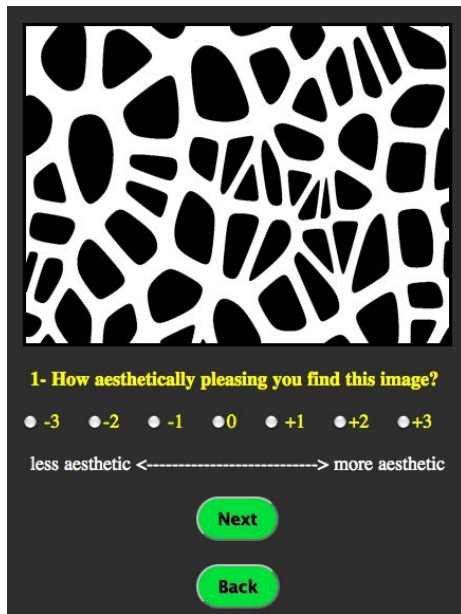 1- How aesthetically pleasing you find this image?
-3 -2 -1 0 +1 +2 +3
less aesthetic <----------------------------> more aesthetic
Next
Back